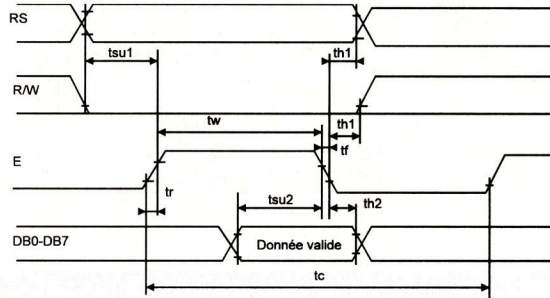 RS
tsu1
th1
R/W
tw
th1
tf
E
tr
tsu2
th2
DB0-DB7
Donnée valide
tc